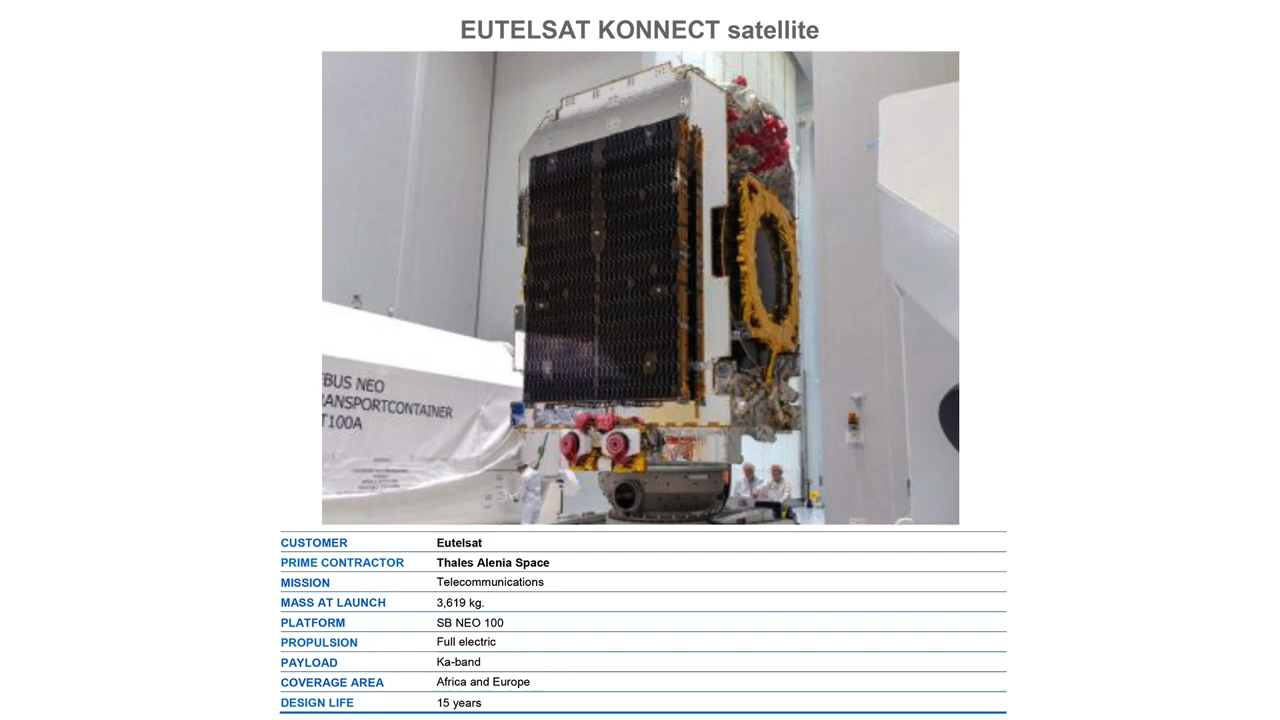 EUTELSAT KONNECT satellite
EBUS NEO
RANSPORTCONTAINER
T100A
CUSTOMER Eutelsat
PRIME CONTRACTOR Thales Alenia Space
MISSION Telecommunications
MASS AT LAUNCH 3,619 kg.
PLATFORM SB NEO 100
PROPULSION Full electric
PAYLOAD Ka-band
COVERAGE AREA Africa and Europe
DESIGN LIFE 15 years